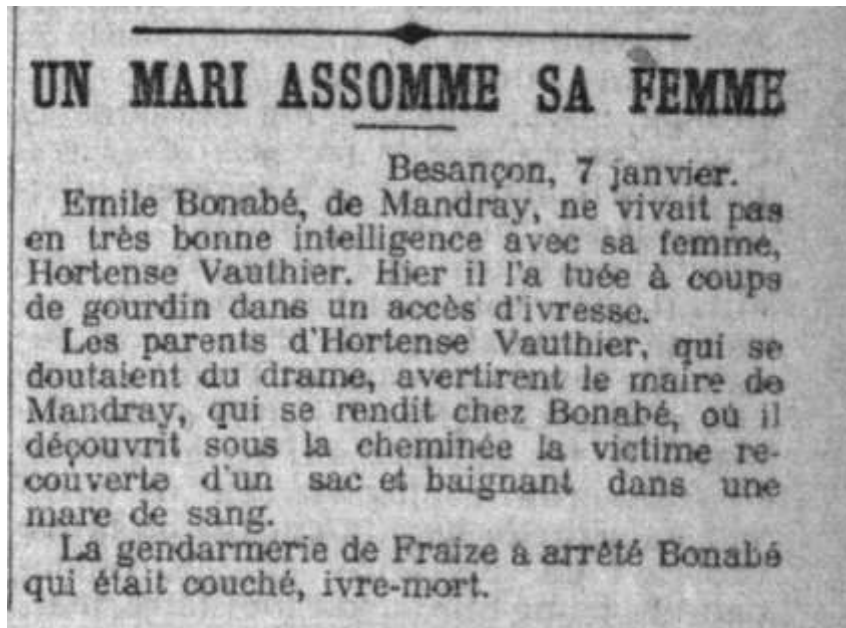 UN MARI ASSOMME SA FEMME
Besançon, 7 janvier.
Emile Bonabé, de Mandray, ne vivait pas
en très bonne intelligence avec sa femme,
Hortense Vauthier. Hier il l'a tuée à coups
de gourdin dans un accès d'ivresse.
Les parents d'Hortense Vauthier, qui se
doutaient du drame, avertirent le maire de
Mandray, qui se rendit chez Bonabé, où il
découvrit sous la cheminée la victime re-
couverte d'un sac et baignant dans une
mare de sang.
La gendarmerie de Fraize a arrêté Bonabé
qui était couché, ivre-mort.